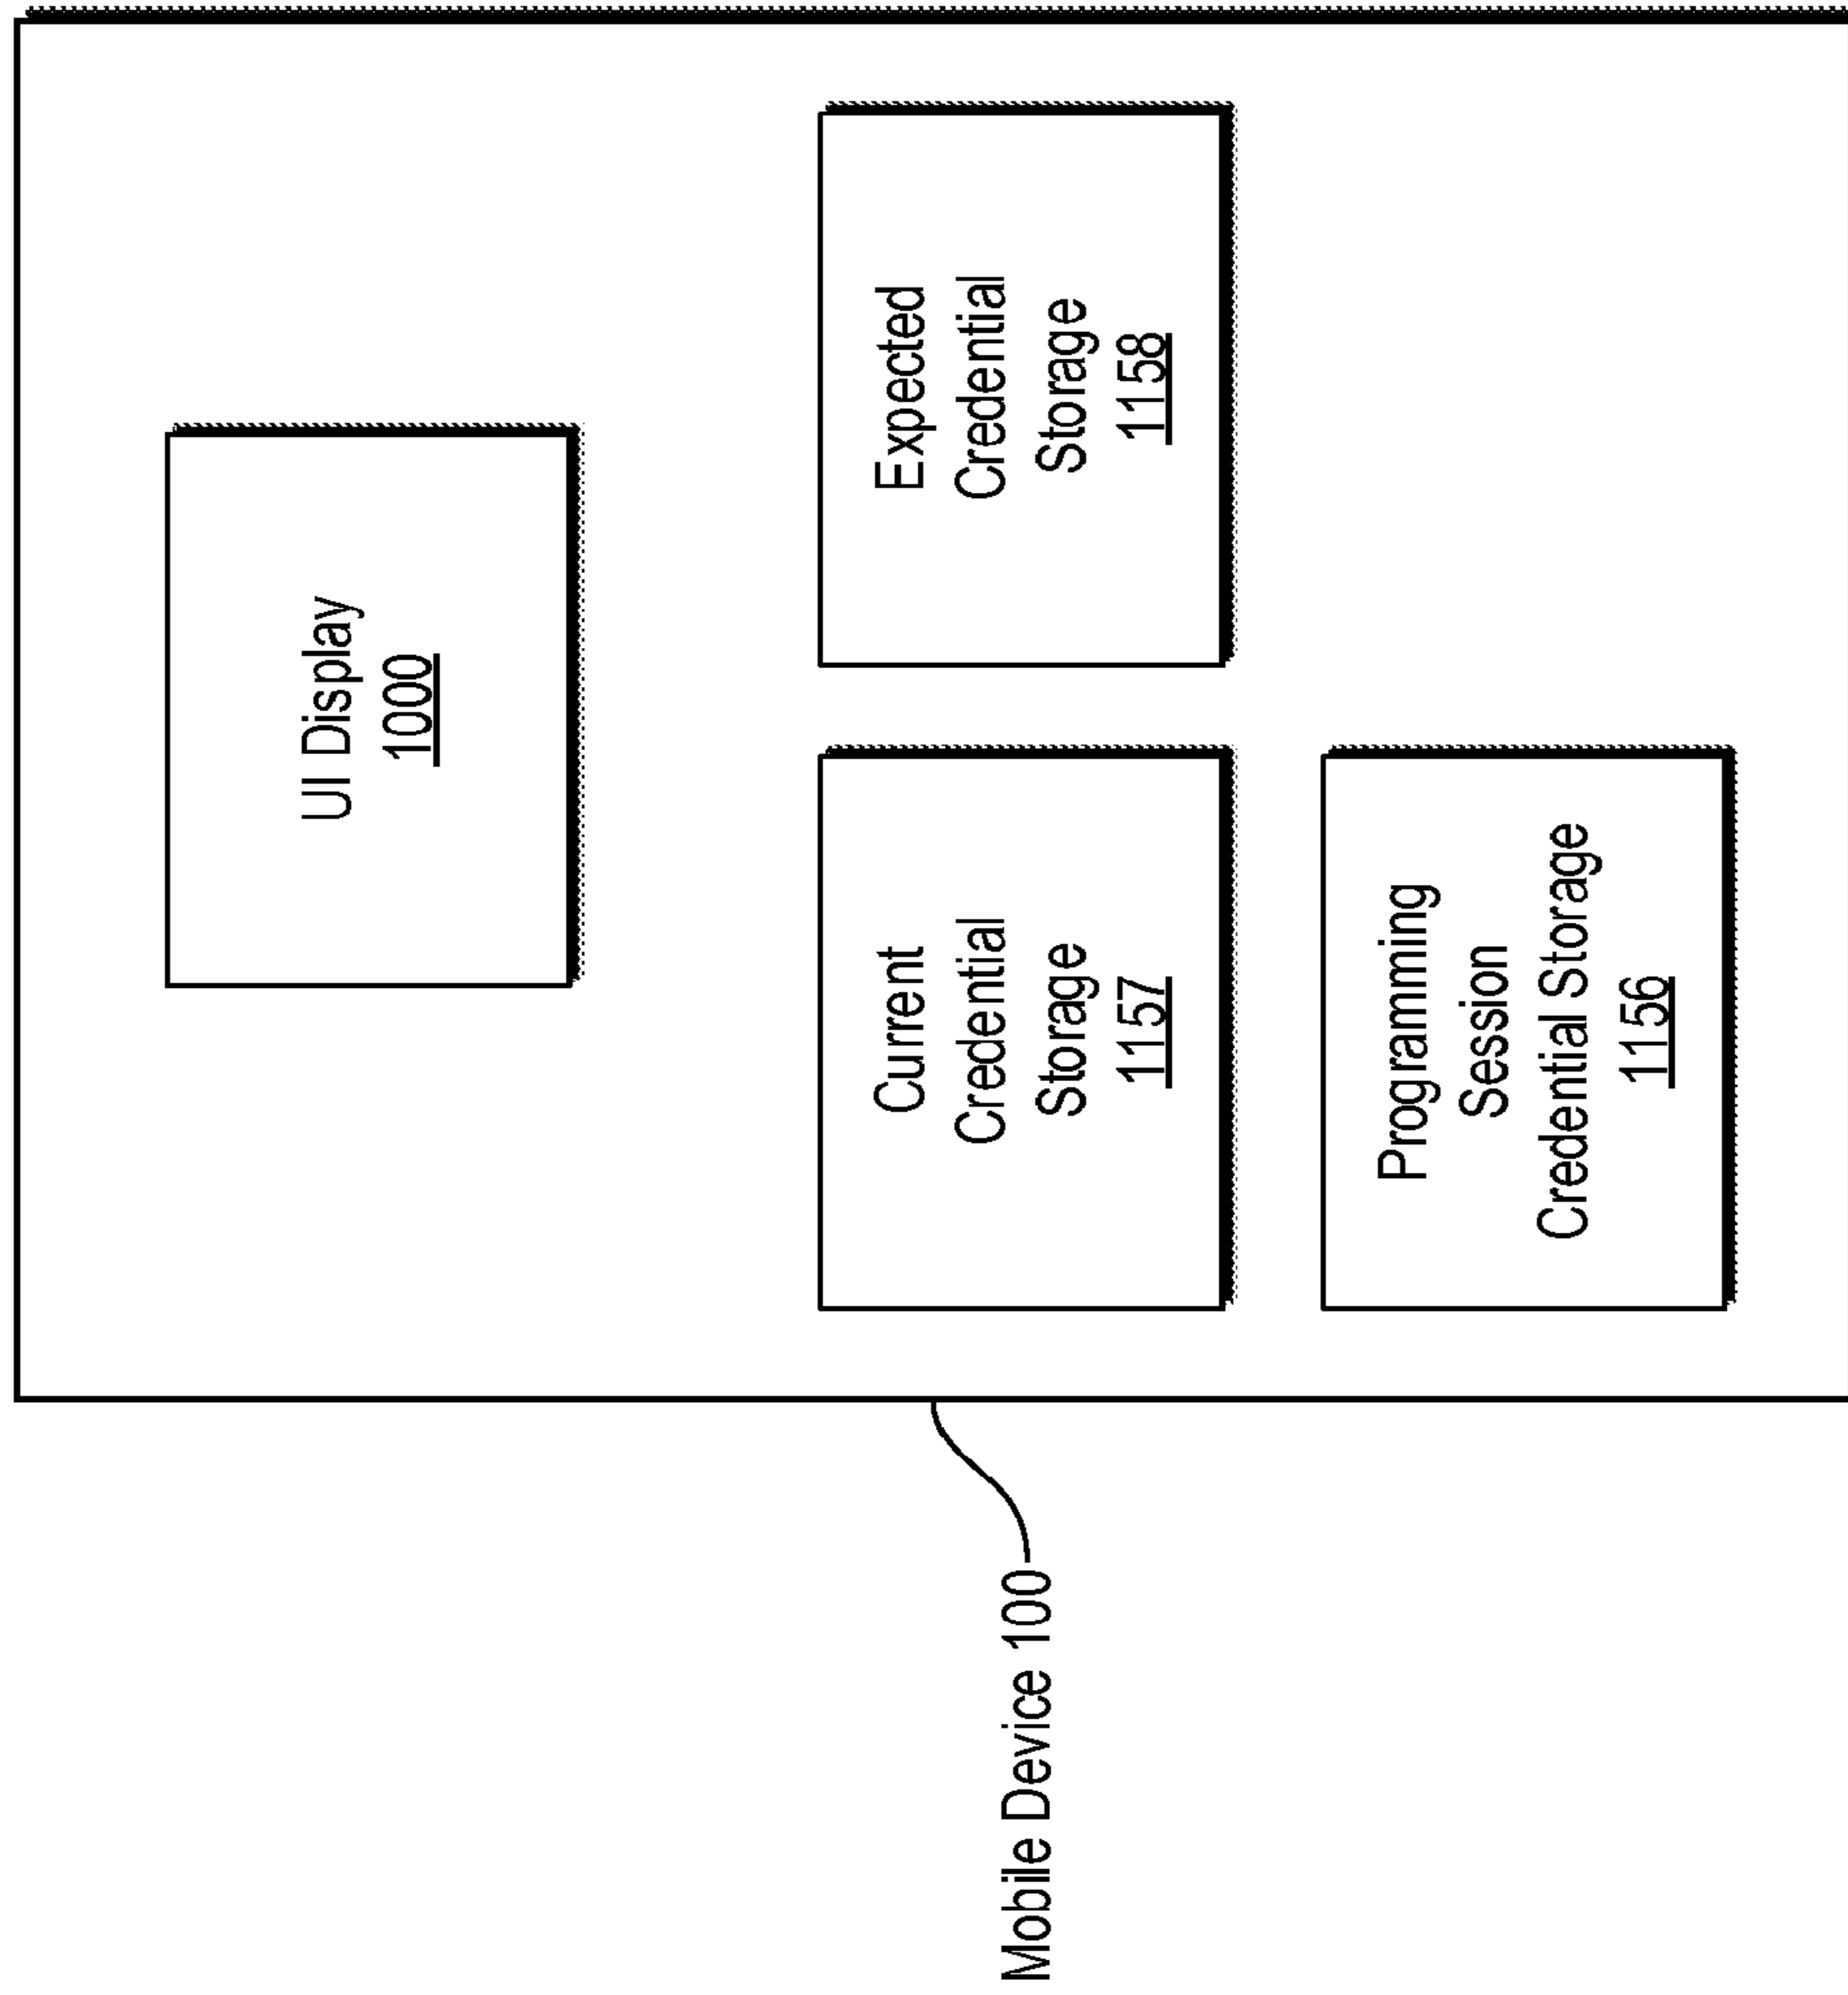 Mobile Device 100
UI Display
1000
Current
Credential
Storage
1157
Expected
Credential
Storage
1158
Programming
Session
Credential Storage
1156